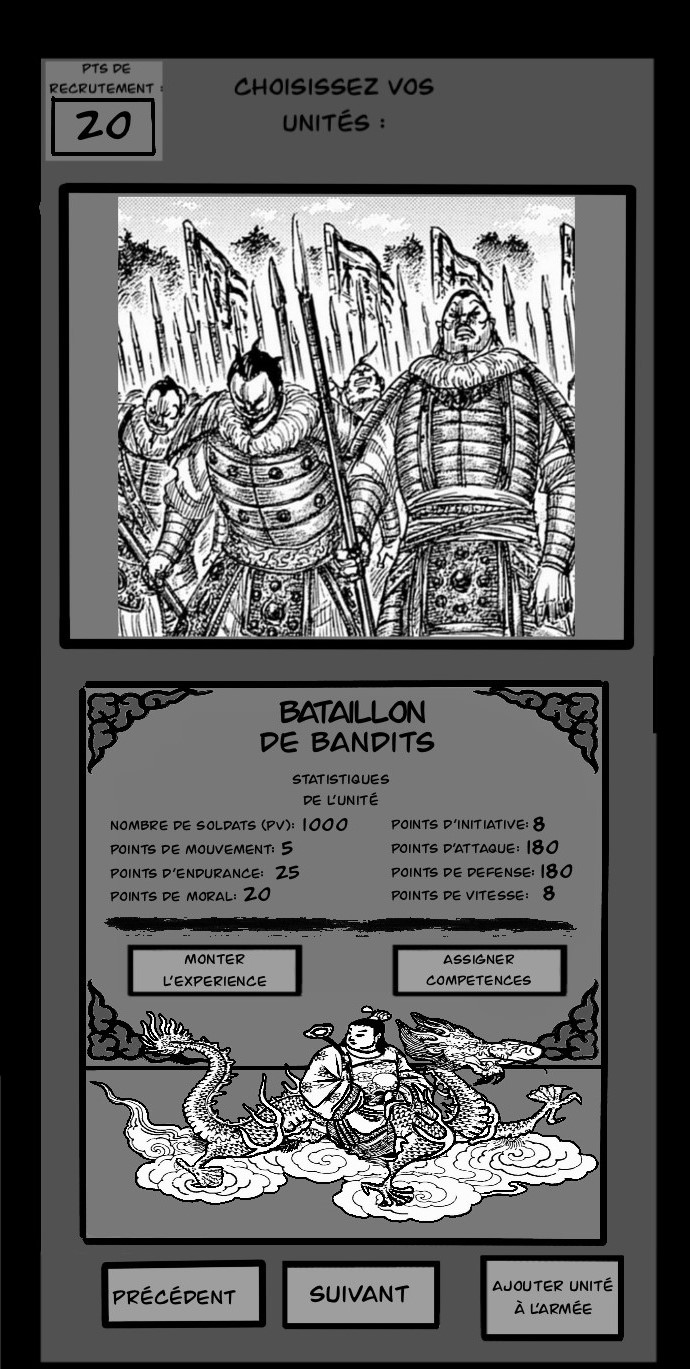 PTS DE
RECRUTEMENT :
20
CHOISISSEZ VOS
UNITÉS :
BATAILLON
DE BANDITS
STATISTIQUES
DE L'UNITÉ
NOMBRE DE SOLDATS (PV): 1000
POINTS DE MOUVEMENT: 5
POINTS D'ENDURANCE: 25
POINTS DE MORAL: 20
POINTS D'INITIATIVE: 8
POINTS D'ATTAQUE: 180
POINTS DE DEFENSE: 180
POINTS DE VITESSE: 8
MONTER
L'EXPERIENCE
ASSIGNER
COMPETENCES
PRÉCÉDENT
SUIVANT
AJOUTER UNITÉ
À L'ARMÉE